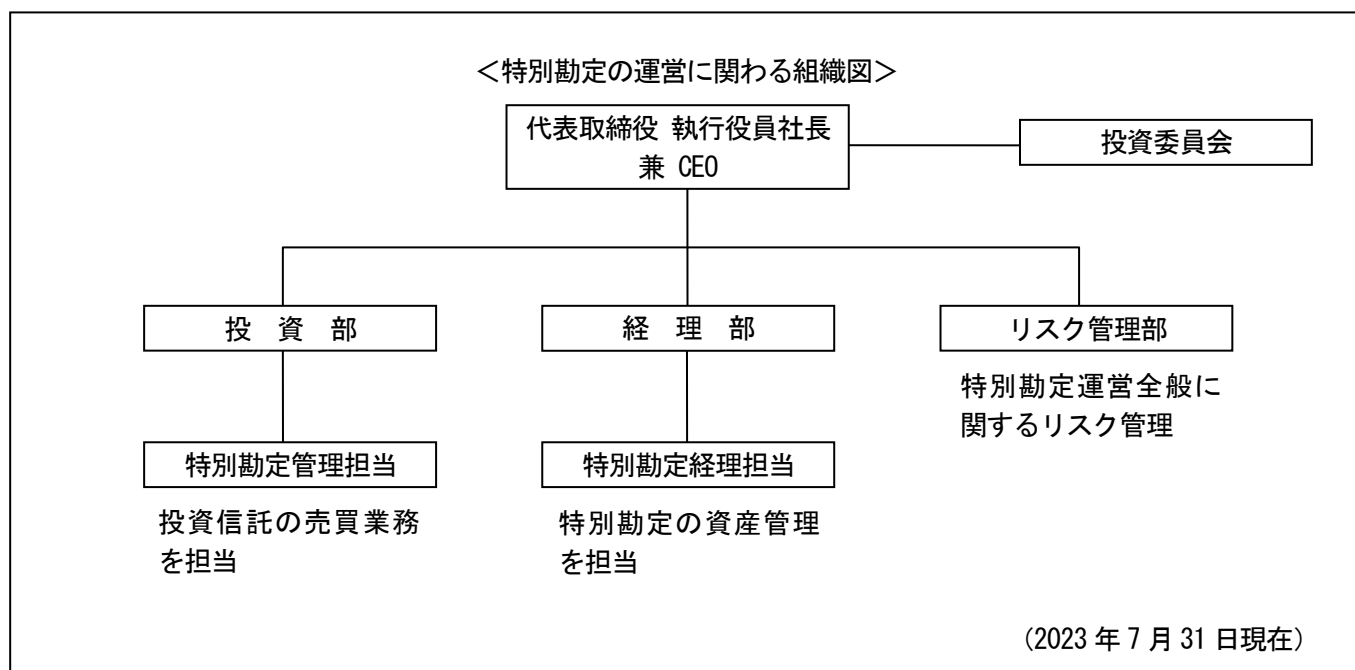 ＜特別勘定の運営に関わる組織図＞
代表取締役 執行役員社長
兼 CEO
投資委員会
投 資 部
経 理 部
リスク管理部
特別勘定運営全般に
関するリスク管理
特別勘定管理担当
特別勘定経理担当
投資信託の売買業務
を担当
特別勘定の資産管理
を担当
（2023 年 7 月 31 日現在）